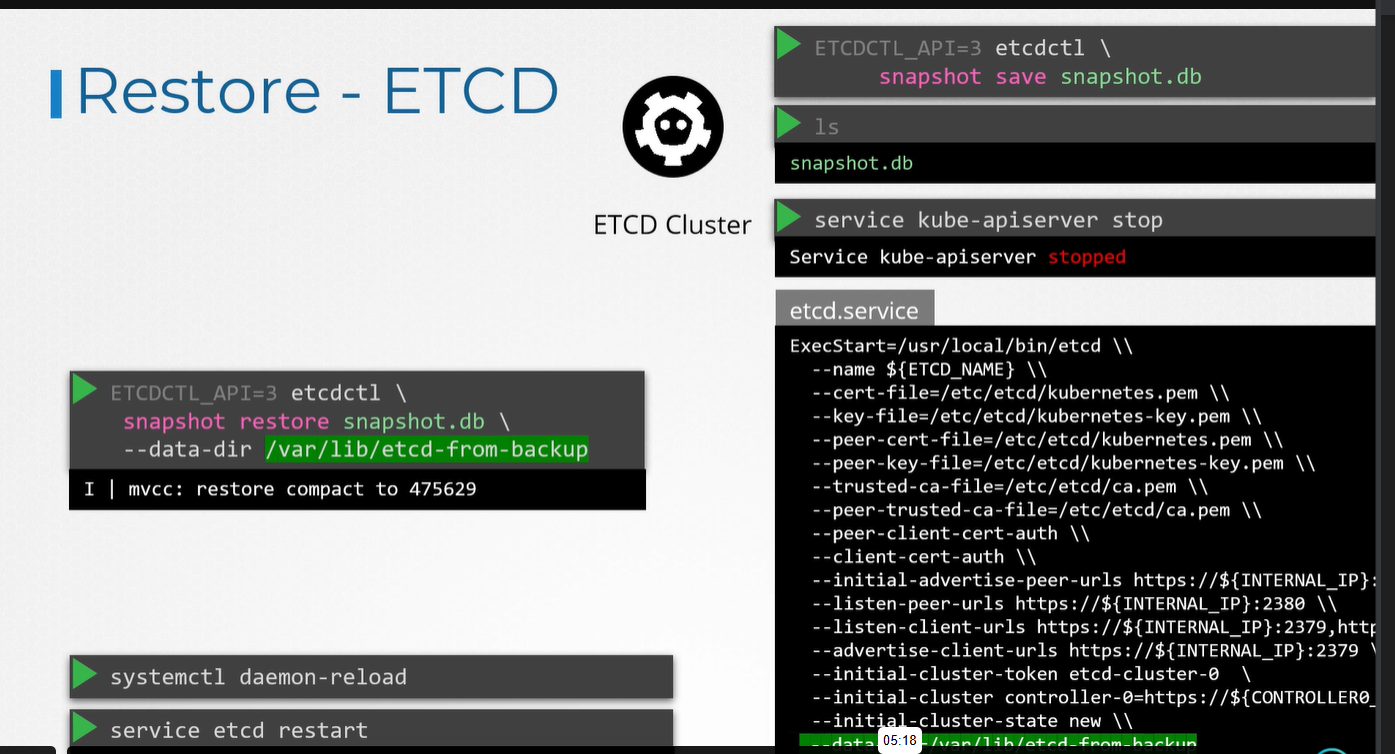 Restore - ETCD
ETCD Cluster
ETCDCTL_API=3 etcdctl \
snapshot save snapshot.db
ls
snapshot.db
service kube-apiserver stop
Service kube-apiserver stopped
etcd.service
ExecStart=/usr/local/bin/etcd \\
--name ${ETCD_NAME} \\
--cert-file=/etc/etcd/kubernetes.pem \\
--key-file=/etc/etcd/kubernetes-key.pem \\
--peer-cert-file=/etc/etcd/kubernetes.pem \\
--peer-key-file=/etc/etcd/kubernetes-key.pem \\
--trusted-ca-file=/etc/etcd/ca.pem \\
--peer-trusted-ca-file=/etc/etcd/ca.pem \\
--peer-client-cert-auth \\
--client-cert-auth \\
--initial-advertise-peer-urls https://${INTERNAL_IP}:
--listen-peer-urls https://${INTERNAL_IP}:2380 \\
--listen-client-urls https://${INTERNAL_IP}:2379,http
--advertise-client-urls https://${INTERNAL_IP}:2379 \
--initial-cluster-token etcd-cluster-0 \
--initial-cluster controller-0=https://${CONTROLLER0_
--initial-cluster-state new \\
--data /var/lib/etcd-from-backup
05:18
ETCDCTL_API=3 etcdctl \
snapshot restore snapshot.db \
--data-dir /var/lib/etcd-from-backup
I | mvcc: restore compact to 475629
systemctl daemon-reload
service etcd restart